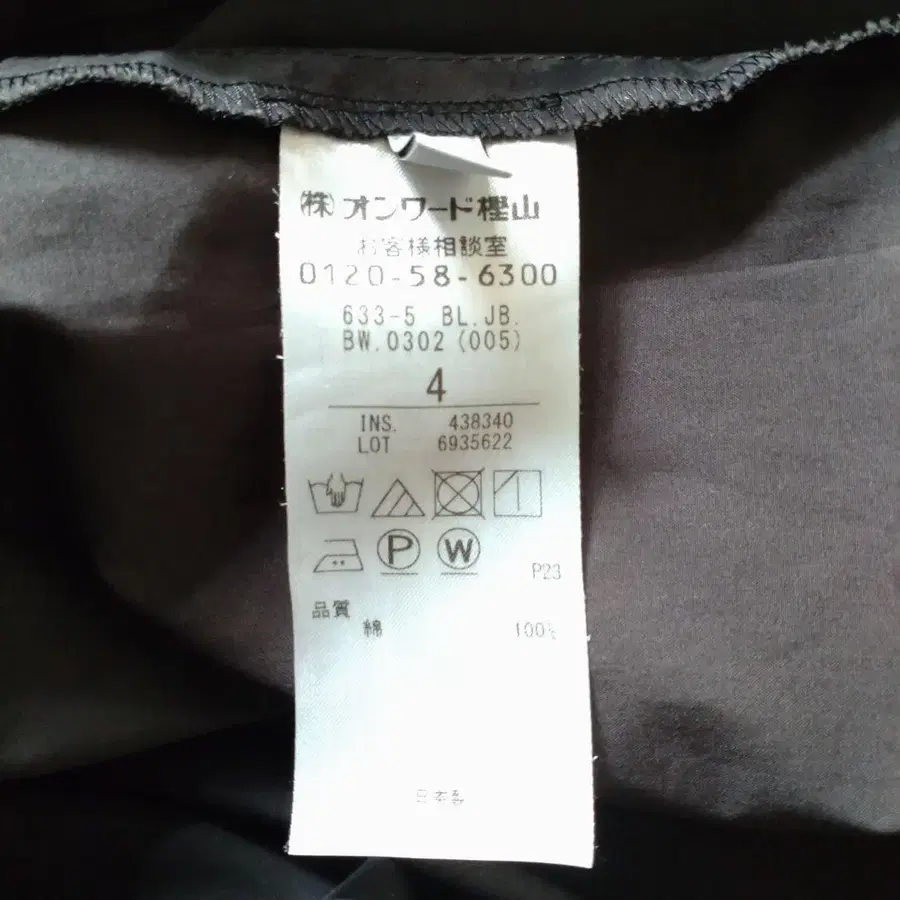 ㈱オンワード樫山
お客様相談室
0120-58-6300
633-5 BL.JB.
BW.0302 (005)
4
INS. 438340
LOT 6935622
P W
P23
品質
綿 100%
日本製